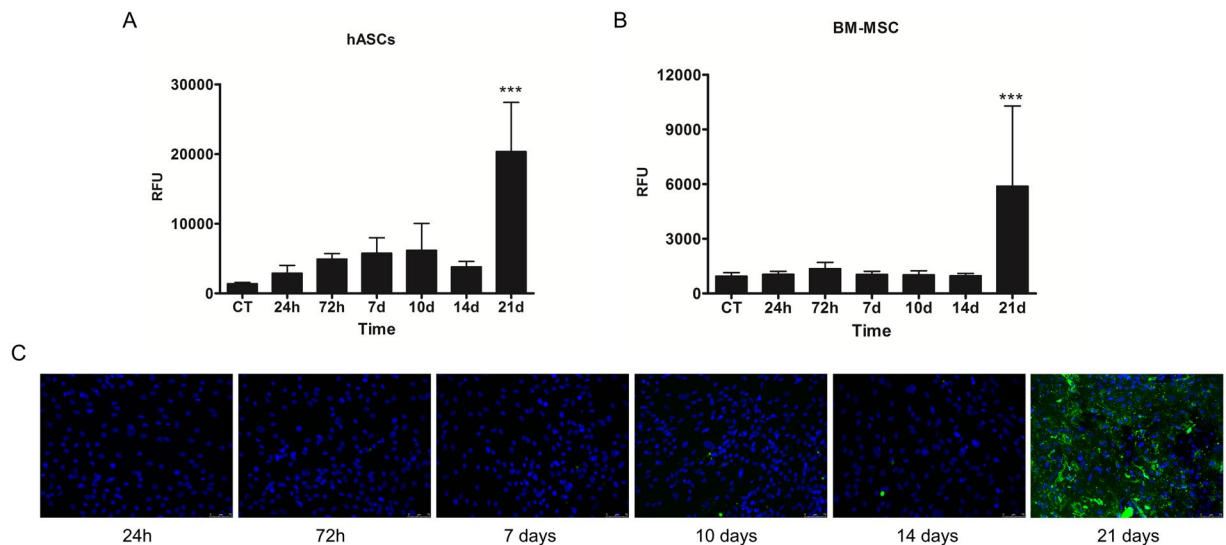 A
hASCs
30000
20000
10000
0
RFU
***
CT 24h 72h 7d 10d 14d 21d
Time
B
BM-MSC
12000
9000
6000
3000
0
RFU
***
CT 24h 72h 7d 10d 14d 21d
Time
C
24h 72h 7 days 10 days 14 days 21 days